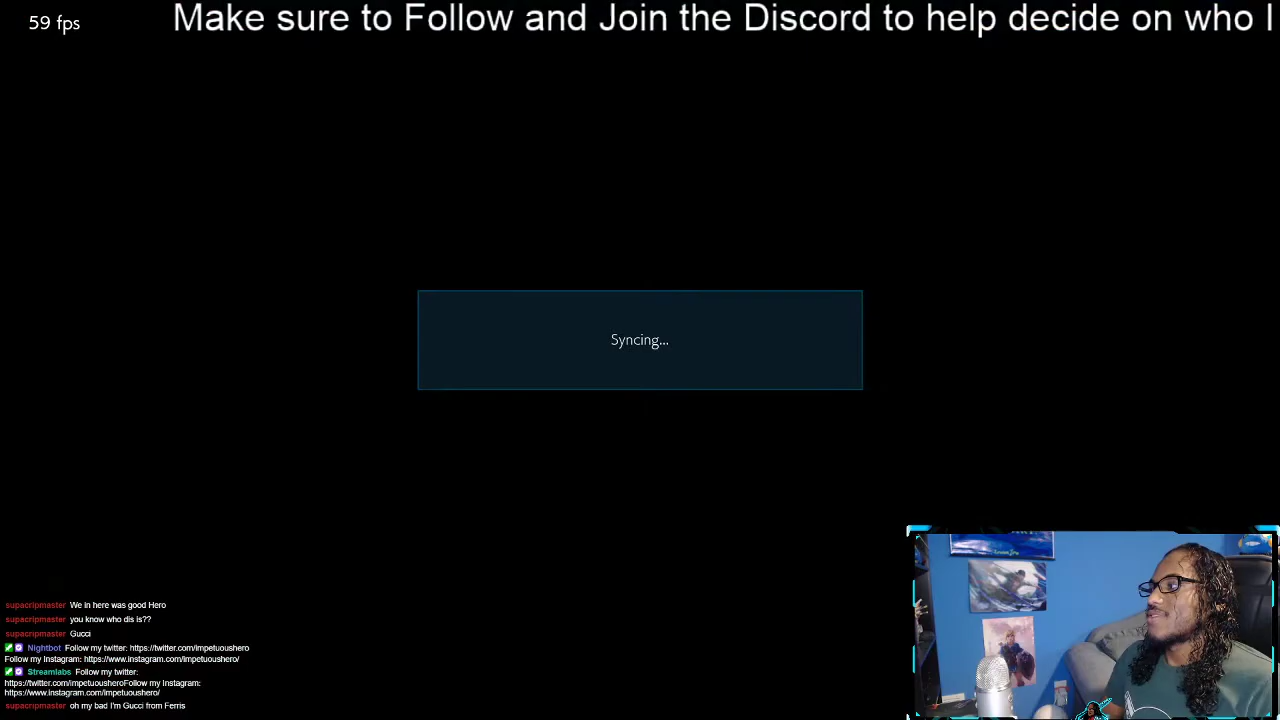 59 fps
Make sure to Follow and Join the Discord to help decide on who I
Syncing...
supacripmaster We in here was good Hero
supacripmaster you know who dis is??
supacripmaster Gucci
Nightbot Follow my twitter: https://twitter.com/impetuoushero
Follow my Instagram: https://www.instagram.com/impetuoushero/
Streamlabs Follow my twitter:
https://twitter.com/impetuousheroFollow my Instagram:
https://www.instagram.com/impetuoushero/
supacripmaster oh my bad I'm Gucci from Ferris